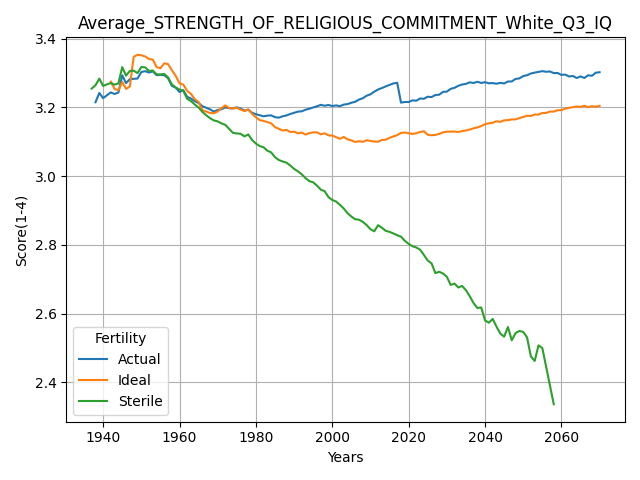 Average_STRENGTH_OF_RELIGIOUS_COMMITMENT_White_Q3_IQ
Score(1-4)
3.4
3.2
3.0
2.8
2.6
2.4
Fertility
Actual
Ideal
Sterile
1940 1960 1980 2000 2020 2040 2060
Years